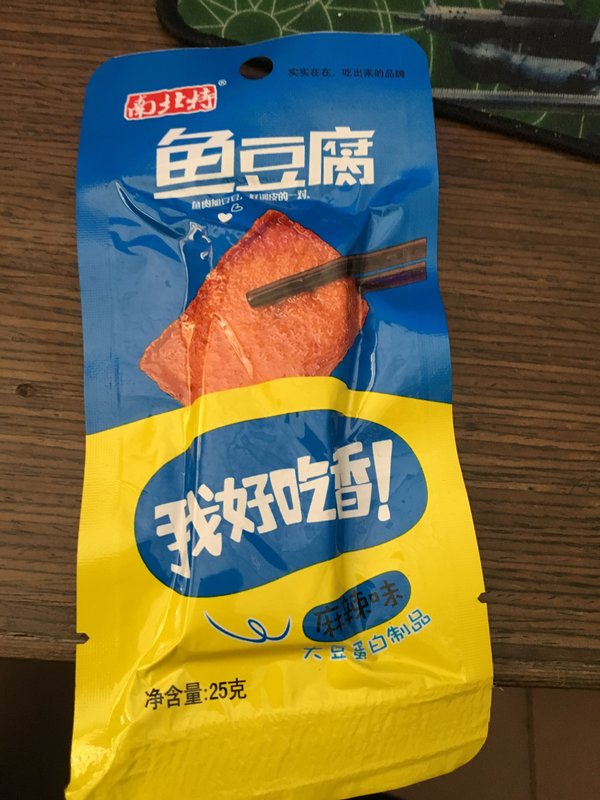 实实在在,吃出来的品牌
南北特®
鱼豆腐
我好吃香!
麻辣味
大豆蛋白制品
净含量:25克